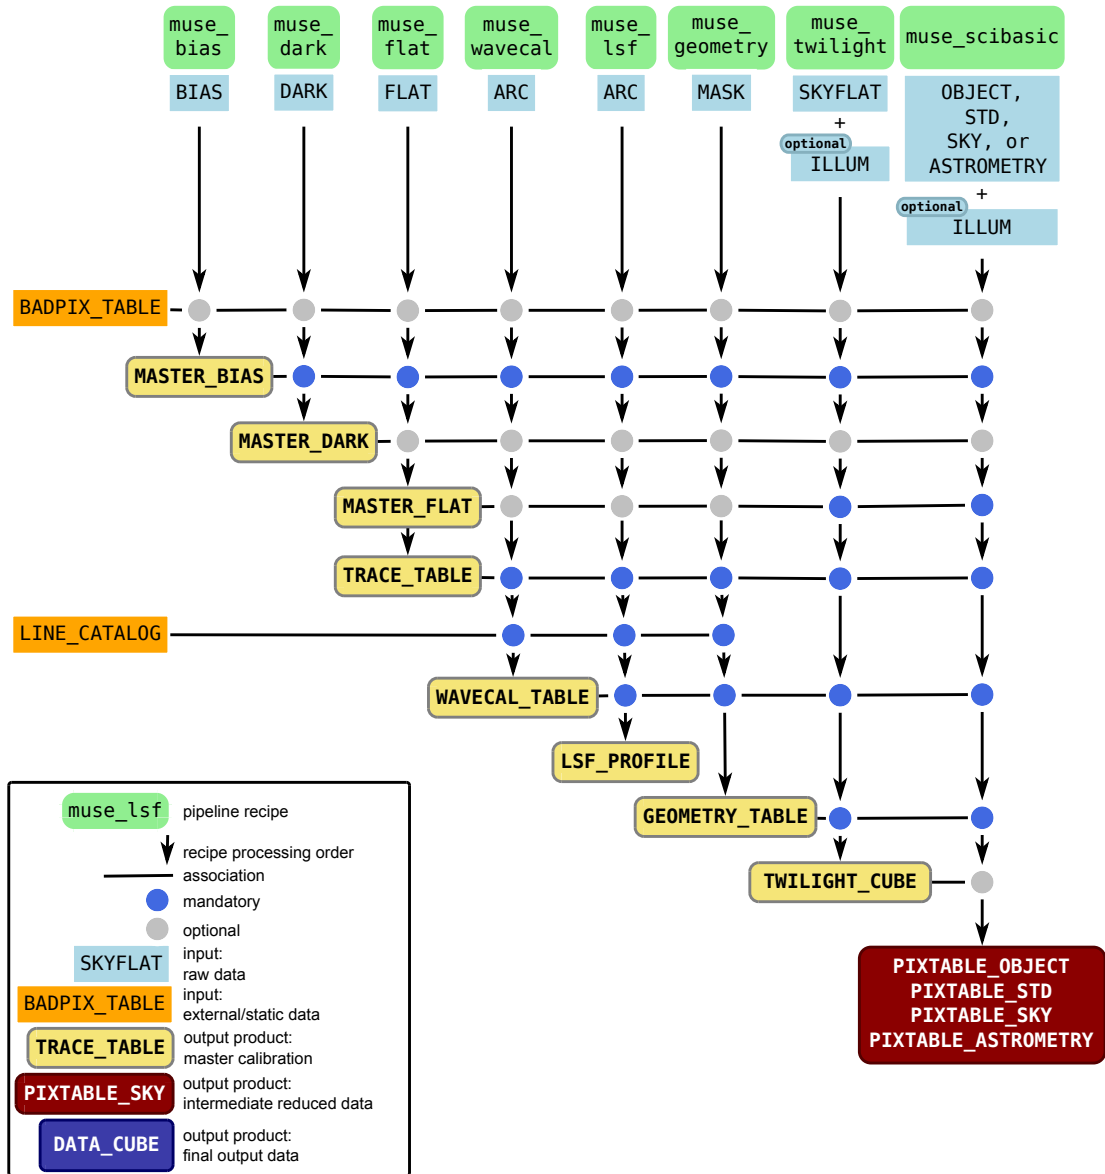 muse_
bias
muse_
dark
muse_
flat
muse_
wavecal
muse_
lsf
muse_
geometry
muse_
twilight
muse_scibasic
BIAS
DARK
FLAT
ARC
ARC
MASK
SKYFLAT
+
optional
ILLUM
OBJECT,
STD,
SKY, or
ASTROMETRY
+
optional
ILLUM
BADPIX_TABLE
MASTER_BIAS
MASTER_DARK
MASTER_FLAT
TRACE_TABLE
LINE_CATALOG
WAVECAL_TABLE
LSF_PROFILE
GEOMETRY_TABLE
TWILIGHT_CUBE
PIXTABLE_OBJECT
PIXTABLE_STD
PIXTABLE_SKY
PIXTABLE_ASTROMETRY
muse_lsf
pipeline recipe
recipe processing order
association
mandatory
optional
SKYFLAT
input:
raw data
BADPIX_TABLE
input:
external/static data
TRACE_TABLE
output product:
master calibration
PIXTABLE_SKY
output product:
intermediate reduced data
DATA_CUBE
output product:
final output data